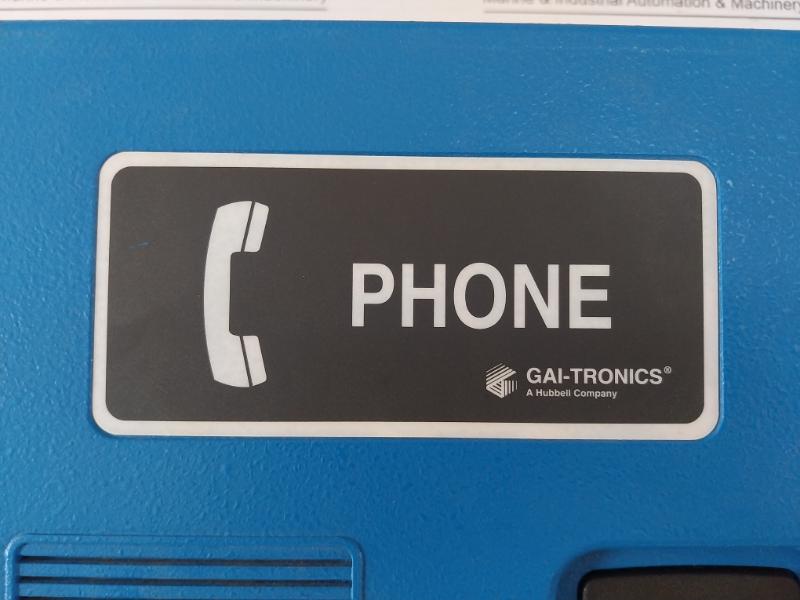 Marine & Industrial Automation & Machinery
PHONE
GAI-TRONICS®
A Hubbell Company